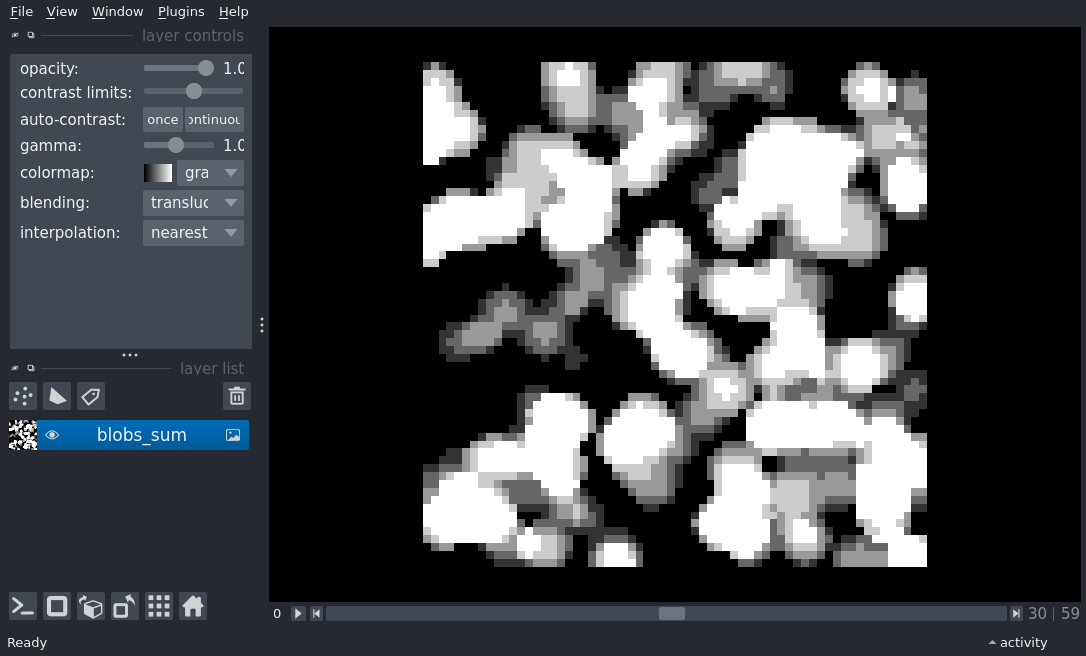 File View Window Plugins Help
layer controls
opacity: 1.0
contrast limits:
auto-contrast: once ontinuou
gamma: 1.0
colormap: gra
blending: transluc
interpolation: nearest
layer list
blobs_sum
0 30 | 59
Ready activity